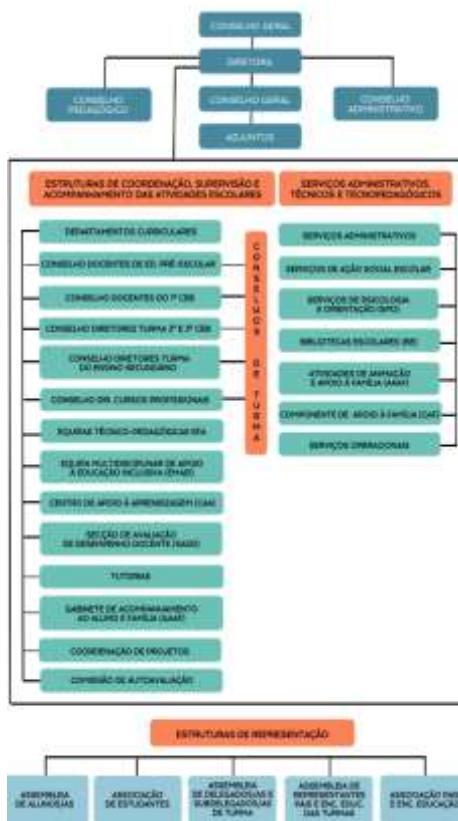 CONSELHO GERAL
DIRETORA
CONSELHO
PEDAGÓGICO
CONSELHO GERAL
CONSELHO
ADMINISTRATIVO
ADJUNTOS
ESTRUTURAS DE COORDENAÇÃO, SUPERVISÃO E
ACOMPANHAMENTO DAS ATIVIDADES ESCOLARES
DEPARTAMENTOS CURRICULARES
CONSELHO DOCENTES DE ED. PRÉ-ESCOLAR
CONSELHO DOCENTES DO 1º CEB
CONSELHO DIRETORES TURMA 2º E 3º CEB
CONSELHO DIRETORES TURMA
DO ENSINO SECUNDÁRIO
CONSELHO DIR. CURSOS PROFISSIONAIS
EQUIPAS TÉCNICO-PEDAGÓGICAS EFA
EQUIPA MULTIDISCIPLINAR DE APOIO
À EDUCAÇÃO INCLUSIVA (EMAEI)
CENTRO DE APOIO À APRENDIZAGEM (CAA)
SECÇÃO DE AVALIAÇÃO
DE DESEMPENHO DOCENTE (SADD)
TUTORIAS
GABINETE DE ACOMPANHAMENTO
AO ALUNO E FAMÍLIA (GAAF)
COORDENAÇÃO DE PROJETOS
COMISSÃO DE AUTOAVALIAÇÃO
CONSELHOS DE TURMA
SERVIÇOS ADMINISTRATIVOS,
TÉCNICOS E TECNOPEDAGÓGICOS
SERVIÇOS ADMINISTRATIVOS
SERVIÇOS DE AÇÃO SOCIAL ESCOLAR
SERVIÇOS DE PSICOLOGIA
E ORIENTAÇÃO (SPO)
BIBLIOTECAS ESCOLARES (BE)
ATIVIDADES DE ANIMAÇÃO
E APOIO À FAMÍLIA (AAAF)
COMPONENTE DE APOIO À FAMÍLIA (CAF)
SERVIÇOS OPERACIONAIS
ESTRUTURAS DE REPRESENTAÇÃO
ASSEMBLEIA
DE ALUNOS/AS
ASSOCIAÇÃO
DE ESTUDANTES
ASSEMBLEIA
DE DELEGADOS/AS E
SUBDELEGADOS/AS
DE TURMA
ASSEMBLEIA DE
REPRESENTANTES
PAIS E ENC. EDUC.
DAS TURMAS
ASSOCIAÇÃO PAIS
E ENC. EDUCAÇÃO